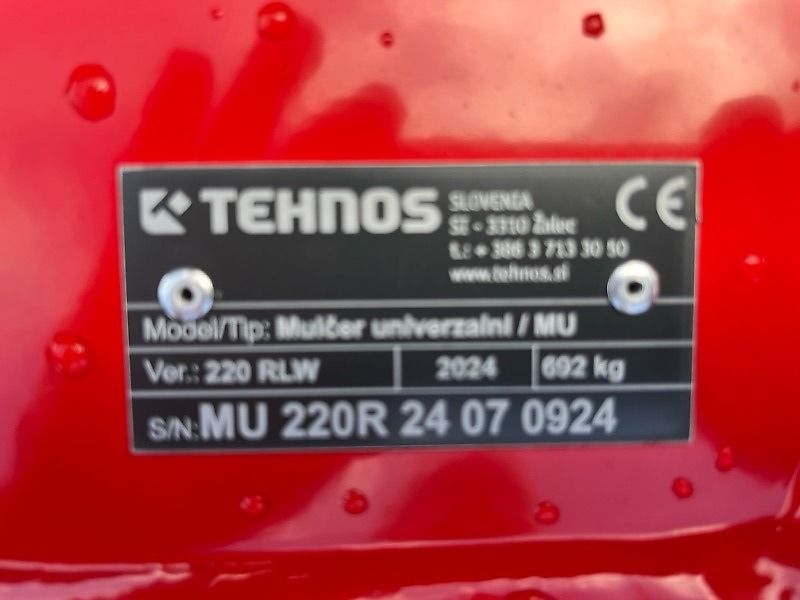 TEHNOS
SLOVENIA
SI - 3310 Žalec
t.: + 386 3 713 30 50
www.tehnos.si
CE
Model/Tip: Mulčer univerzalni / MU
Ver.: 220 RLW 2024 692 kg
S/N: MU 220R 24 07 0924